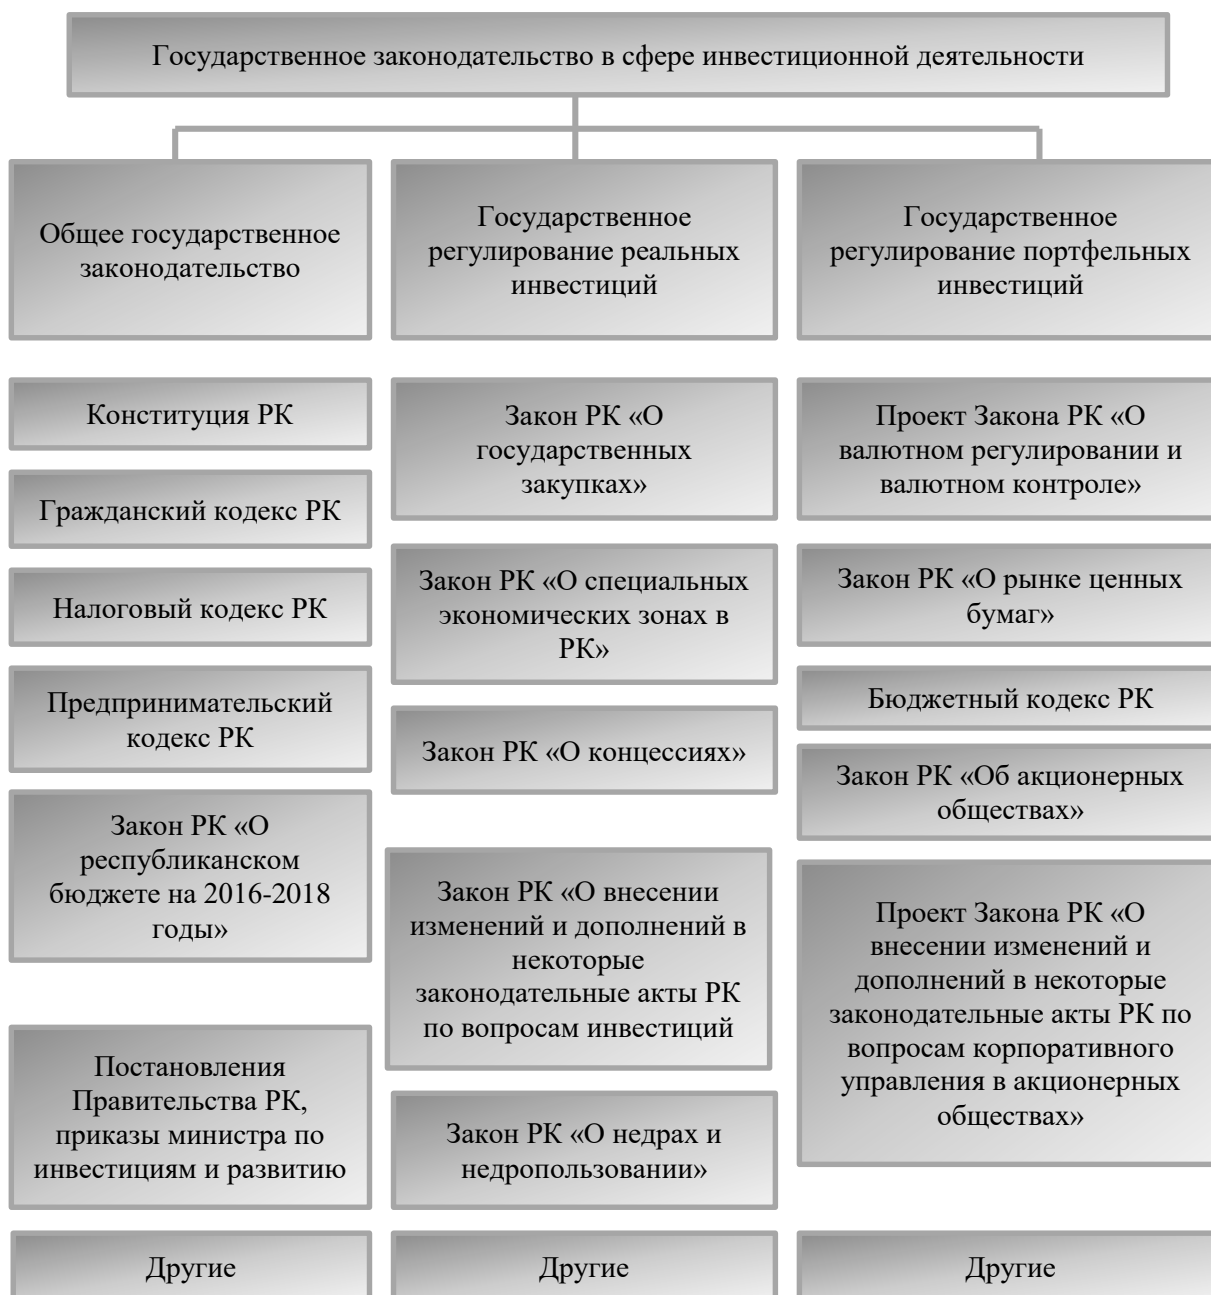 Государственное законодательство в сфере инвестиционной деятельности
Общее государственное
законодательство
Государственное
регулирование реальных
инвестиций
Государственное
регулирование портфельных
инвестиций
Конституция РК
Гражданский кодекс РК
Налоговый кодекс РК
Предпринимательский
кодекс РК
Закон РК «О
республиканском
бюджете на 2016-2018
годы»
Постановления
Правительства РК,
приказы министра по
инвестициям и развитию
Другие
Закон РК «О
государственных
закупках»
Закон РК «О специальных
экономических зонах в
РК»
Закон РК «О концессиях»
Закон РК «О внесении
изменений и дополнений в
некоторые
законодательные акты РК
по вопросам инвестиций
Закон РК «О недрах и
недропользовании»
Другие
Проект Закона РК «О
валютном регулировании и
валютном контроле»
Закон РК «О рынке ценных
бумаг»
Бюджетный кодекс РК
Закон РК «Об акционерных
обществах»
Проект Закона РК «О
внесении изменений и
дополнений в некоторые
законодательные акты РК по
вопросам корпоративного
управления в акционерных
обществах»
Другие